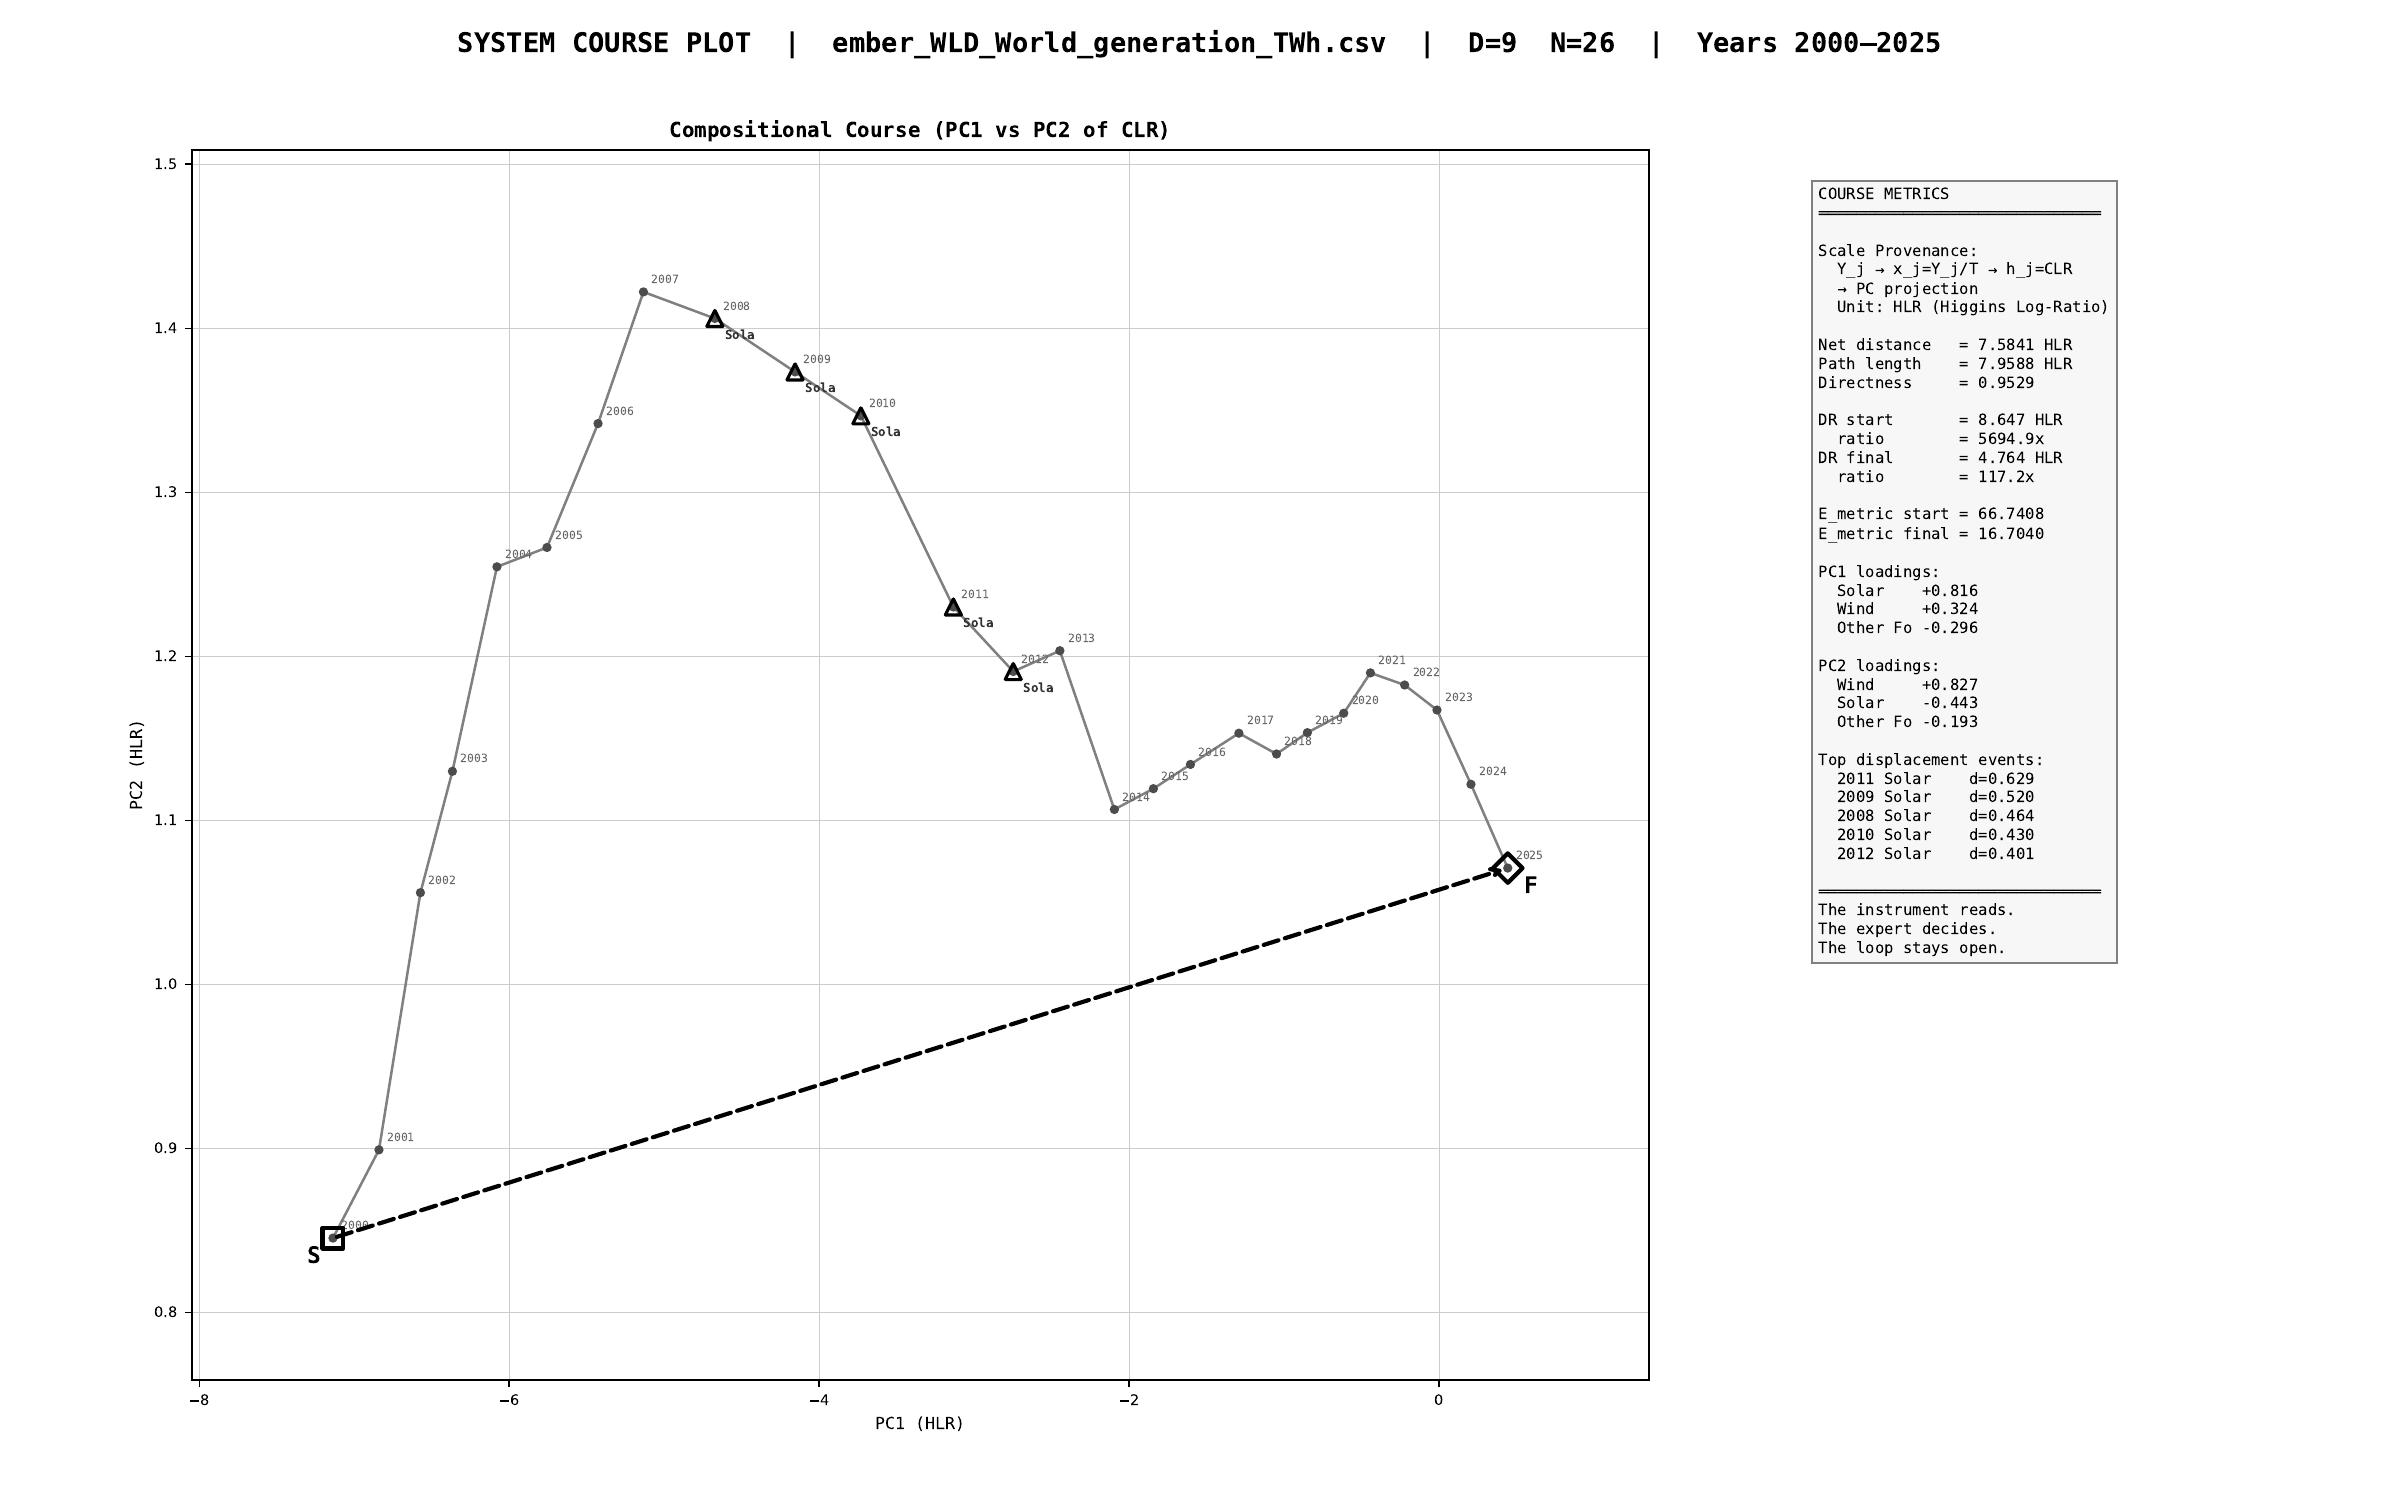 SYSTEM COURSE PLOT | ember_WLD_World_generation_TWh.csv | D=9 N=26 | Years 2000–2025
Compositional Course (PC1 vs PC2 of CLR)
1.5
1.4
1.3
1.2
1.1
1.0
0.9
0.8
PC2 (HLR)
−8
−6
−4
−2
0
PC1 (HLR)
S
2000
2001
2002
2003
2004
2005
2006
2007
2008
Sola
2009
Sola
2010
Sola
2011
Sola
2012
Sola
2013
2014
2015
2016
2017
2018
2019
2020
2021
2022
2023
2024
2025
F
COURSE METRICS
Scale Provenance:
Y_j → x_j=Y_j/T → h_j=CLR
→ PC projection
Unit: HLR (Higgins Log-Ratio)
Net distance = 7.5841 HLR
Path length = 7.9588 HLR
Directness = 0.9529
DR start = 8.647 HLR
ratio = 5694.9x
DR final = 4.764 HLR
ratio = 117.2x
E_metric start = 66.7408
E_metric final = 16.7040
PC1 loadings:
Solar +0.816
Wind +0.324
Other Fo -0.296
PC2 loadings:
Wind +0.827
Solar -0.443
Other Fo -0.193
Top displacement events:
2011 Solar d=0.629
2009 Solar d=0.520
2008 Solar d=0.464
2010 Solar d=0.430
2012 Solar d=0.401
The instrument reads.
The expert decides.
The loop stays open.